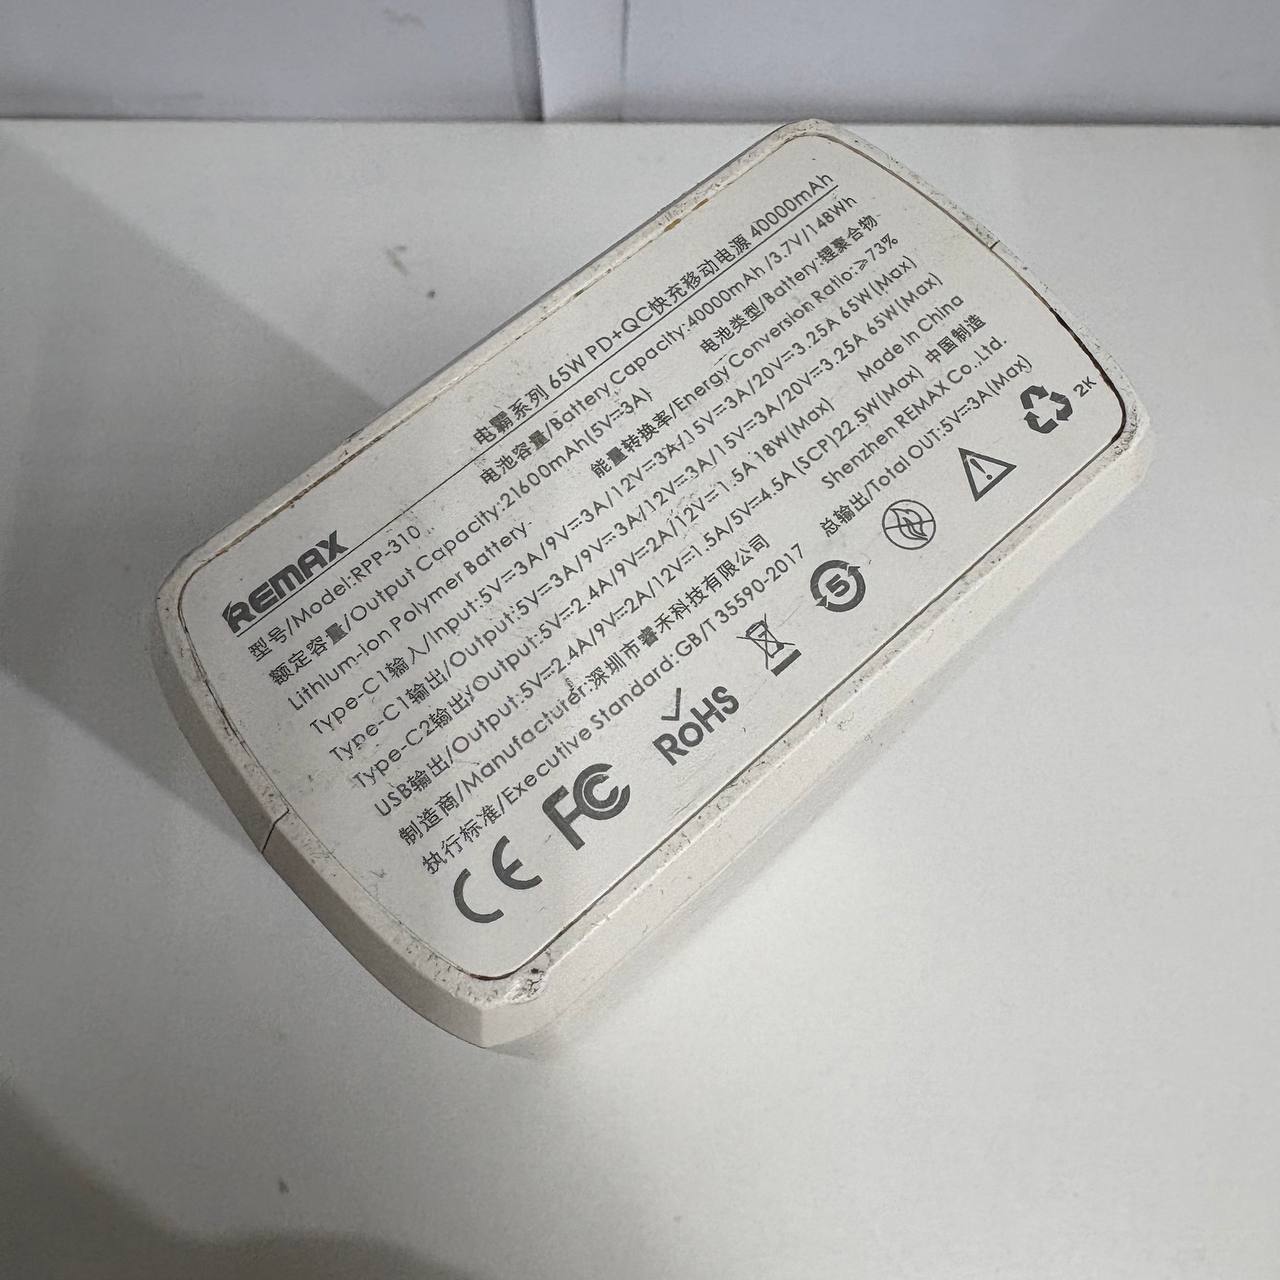 REMAX 电霸系列 65W PD+QC快充移动电源 40000mAh
型号/Model:RPP-310 电池容量/Battery Capacity:40000mAh /3.7V/148Wh
额定容量/Output Capacity:21600mAh(5V⎓3A) 电池类型/Battery:锂聚合物
Lithium-Ion Polymer Battery 能量转换率/Energy Conversion Ratio:≥73%
Type-C1输入/Input:5V⎓3A/9V⎓3A/12V⎓3A/15V⎓3A/20V⎓3.25A 65W(Max)
Type-C1输出/Output:5V⎓3A/9V⎓3A/12V⎓3A/15V⎓3A/20V⎓3.25A 65W(Max)
Type-C2输出/Output:5V⎓2.4A/9V⎓2A/12V⎓1.5A 18W(Max) Made In China
USB输出/Output:5V⎓2.4A/9V⎓2A/12V⎓1.5A/5V⎓4.5A (SCP)22.5W(Max) 中国制造
制造商/Manufacturer:深圳市睿禾科技有限公司 Shenzhen REMAX Co.,Ltd.
执行标准/Executive Standard:GB/T 35590-2017 总输出/Total OUT:5V⎓3A(Max)
CE FC RoHS 5 2K